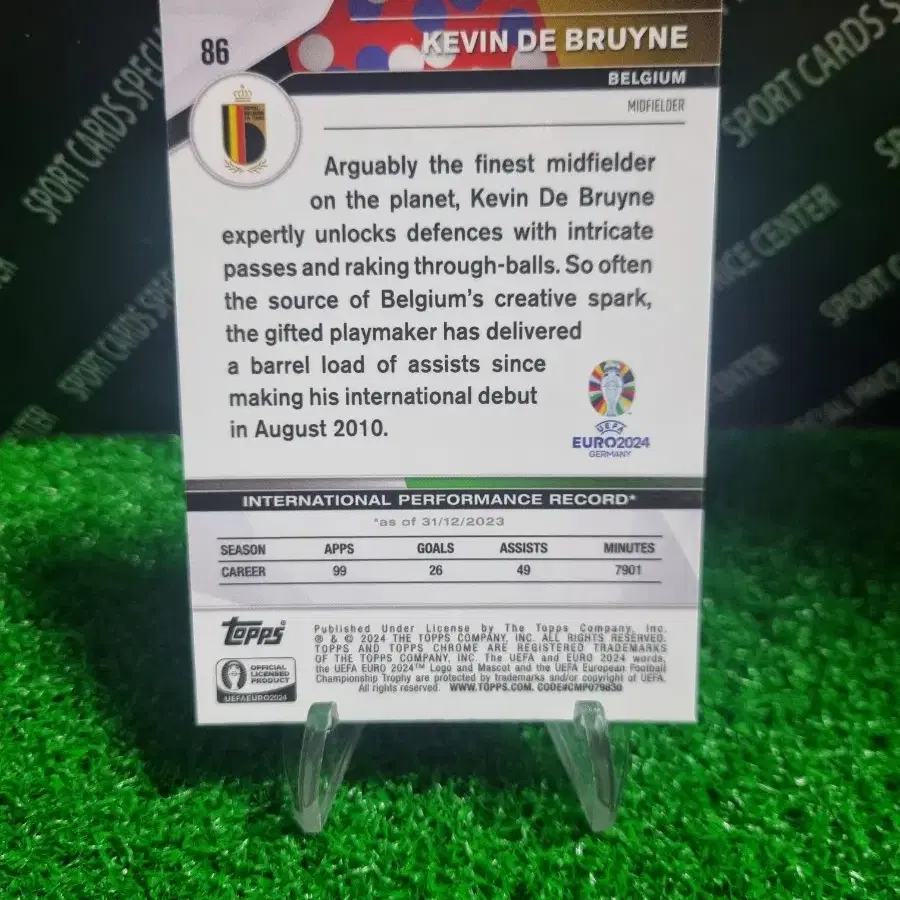 86
KEVIN DE BRUYNE
BELGIUM
MIDFIELDER
Arguably the finest midfielder
on the planet, Kevin De Bruyne
expertly unlocks defences with intricate
passes and raking through-balls. So often
the source of Belgium's creative spark,
the gifted playmaker has delivered
a barrel load of assists since
making his international debut
in August 2010.
UEFA
EURO2024
GERMANY
INTERNATIONAL PERFORMANCE RECORD*
*as of 31/12/2023
SEASON APPS GOALS ASSISTS MINUTES
CAREER 99 26 49 7901
TOPPS
OFFICIAL
LICENSED
PRODUCT
UEFAEURO2024
Published Under License by The Topps Company, Inc.
® & © 2024 THE TOPPS COMPANY, INC. ALL RIGHTS RESERVED.
TOPPS AND TOPPS CHROME ARE REGISTERED TRADEMARKS
OF THE TOPPS COMPANY, INC. The UEFA and EURO 2024 words,
the UEFA EURO 2024™ Logo and Mascot and the UEFA European Football
Championship Trophy are protected by trademarks and/or copyright of UEFA.
All rights reserved. WWW.TOPPS.COM. CODE#CMP079830
SPORT CARDS SPECI
SPORT CARDS S
SPORT CARDS SPE
CENTER
CENTER